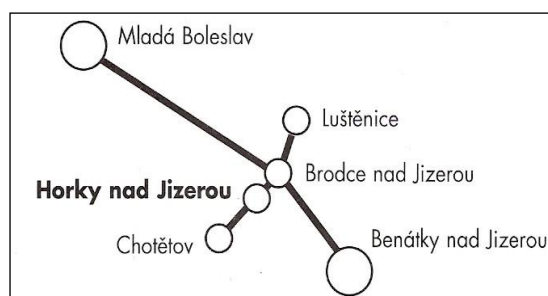 Mladá Boleslav
Luštěnice
Brodce nad Jizerou
Horky nad Jizerou
Chotětov
Benátky nad Jizerou